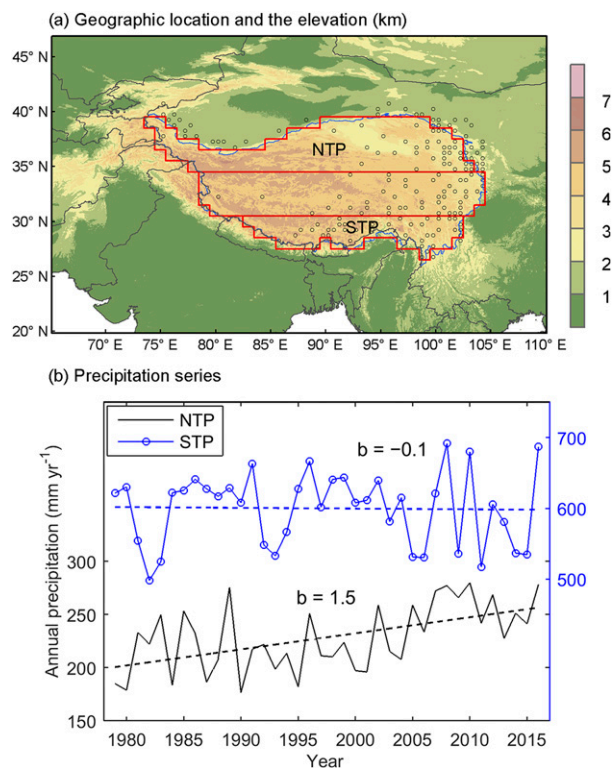 (a) Geographic location and the elevation (km)
45° N
40° N
35° N
30° N
25° N
20° N
NTP
STP
7
6
5
4
3
2
1
70° E 75° E 80° E 85° E 90° E 95° E 100° E 105° E 110° E
(b) Precipitation series
NTP
STP
b = −0.1
b = 1.5
700
600
500
300
250
200
150
Annual precipitation (mm yr⁻¹)
1980 1985 1990 1995 2000 2005 2010 2015
Year